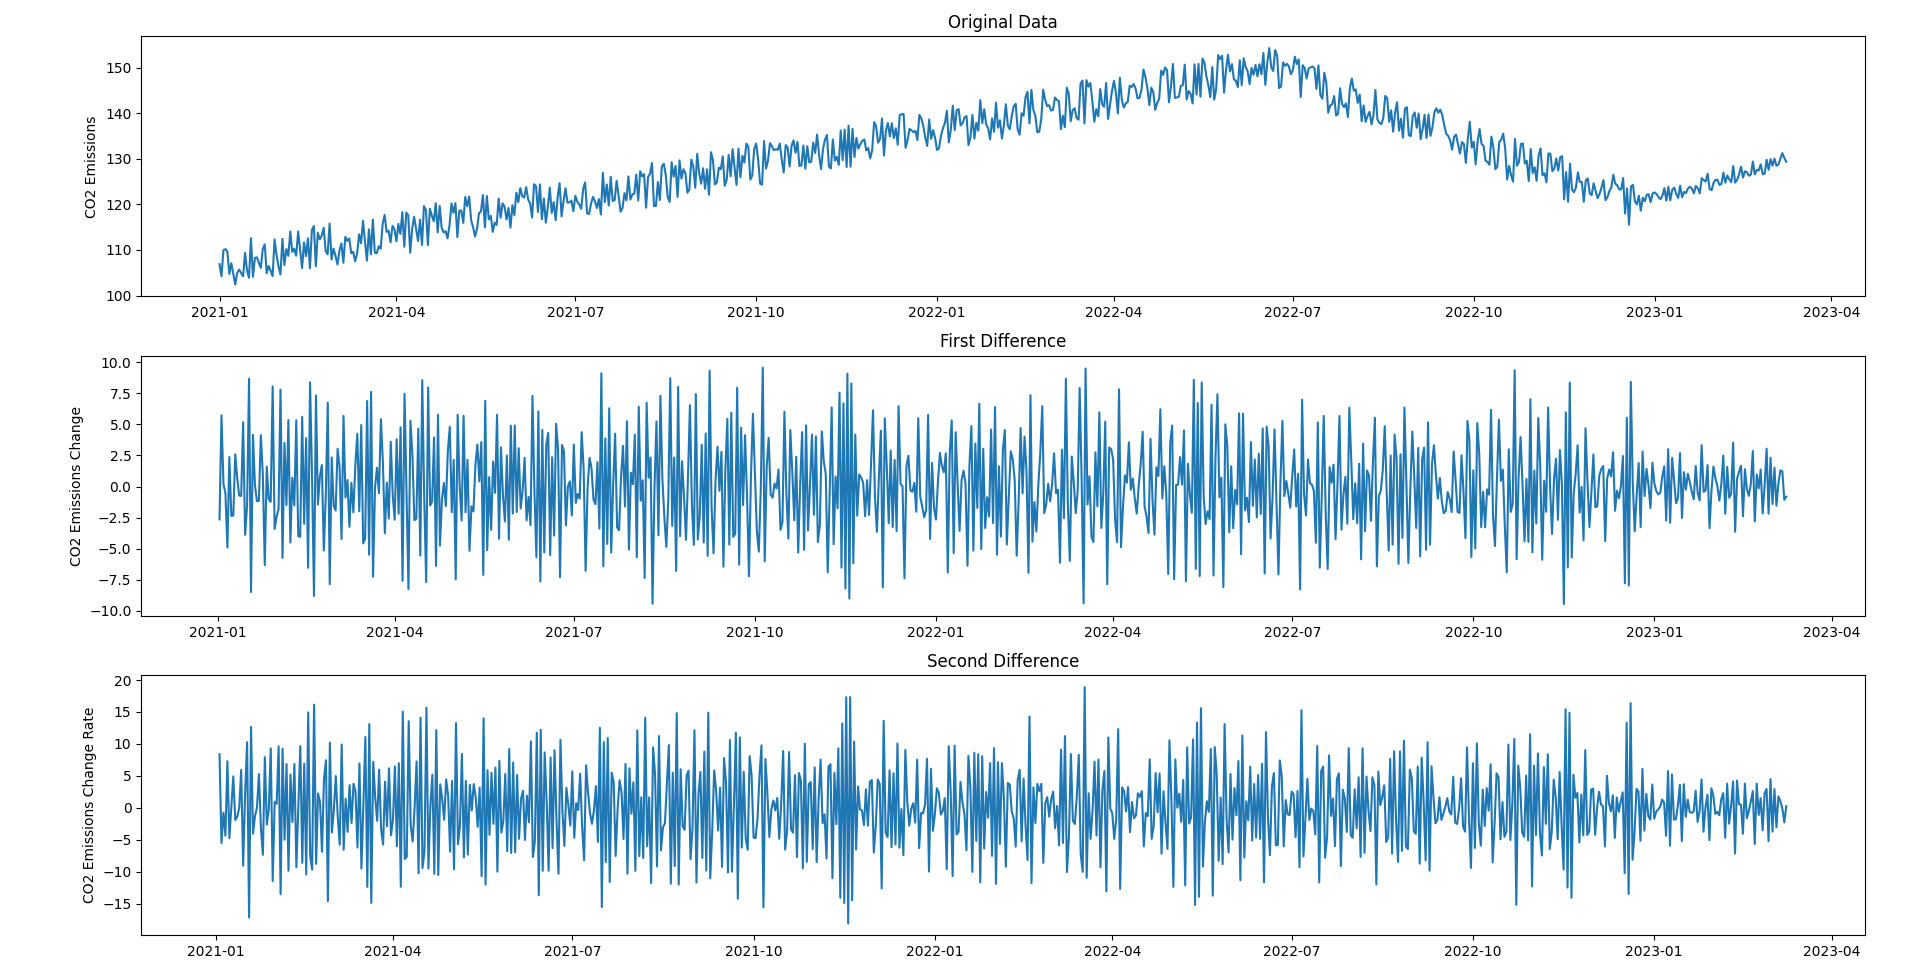 Original Data
CO2 Emissions
150
140
130
120
110
100
2021-01 2021-04 2021-07 2021-10 2022-01 2022-04 2022-07 2022-10 2023-01 2023-04
First Difference
CO2 Emissions Change
10.0
7.5
5.0
2.5
0.0
−2.5
−5.0
−7.5
−10.0
2021-01 2021-04 2021-07 2021-10 2022-01 2022-04 2022-07 2022-10 2023-01 2023-04
Second Difference
CO2 Emissions Change Rate
20
15
10
5
0
−5
−10
−15
2021-01 2021-04 2021-07 2021-10 2022-01 2022-04 2022-07 2022-10 2023-01 2023-04